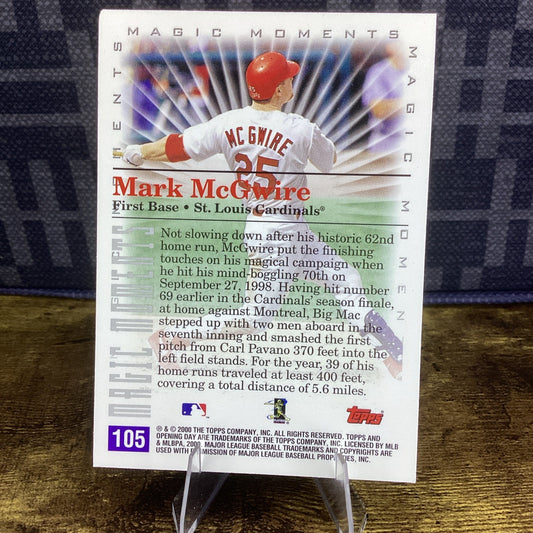 MAGIC MOMENTS
MAGIC MOMEN
MENTS
MC GWIRE
25
Mark McGwire
First Base • St. Louis Cardinals®
Not slowing down after his historic 62nd
home run, McGwire put the finishing
touches on his magical campaign when
he hit his mind-boggling 70th on
September 27, 1998. Having hit number
69 earlier in the Cardinals' season finale,
at home against Montreal, Big Mac
stepped up with two men aboard in the
seventh inning and smashed the first
pitch from Carl Pavano 370 feet into the
left field stands. For the year, 39 of his
home runs traveled at least 400 feet,
covering a total distance of 5.6 miles.
MAGIC MOMENTS
Topps
105
® & © 2000 THE TOPPS COMPANY, INC. ALL RIGHTS RESERVED. TOPPS AND
OPENING DAY ARE TRADEMARKS OF THE TOPPS COMPANY, INC. LICENSED BY MLB
& MLBPA, 200 MAJOR LEAGUE BASEBALL TRADEMARKS AND COPYRIGHTS ARE
USED WITH PERMISSION OF MAJOR LEAGUE BASEBALL PROPERTIES, INC.